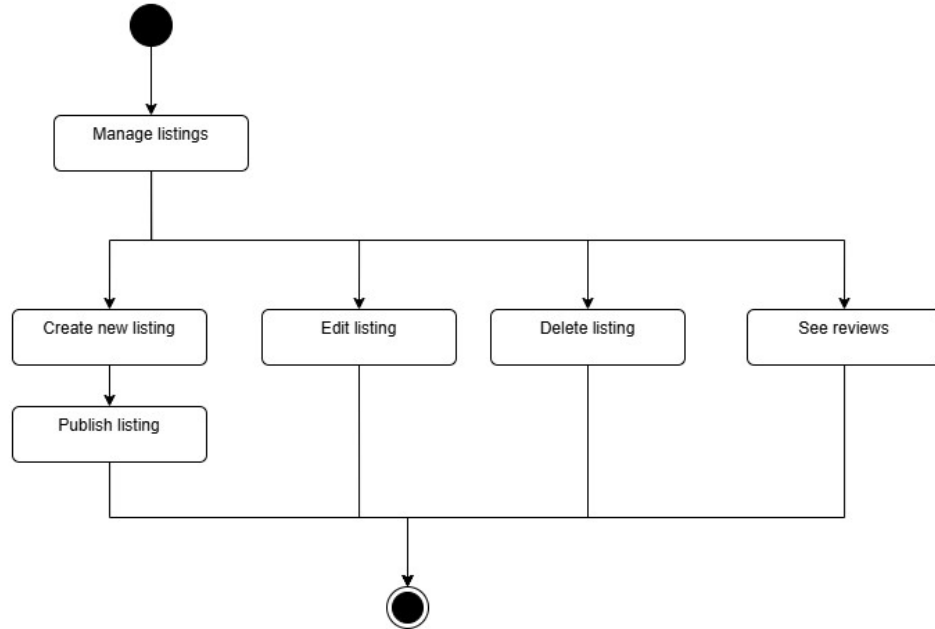 Manage listings
Create new listing
Edit listing
Delete listing
See reviews
Publish listing